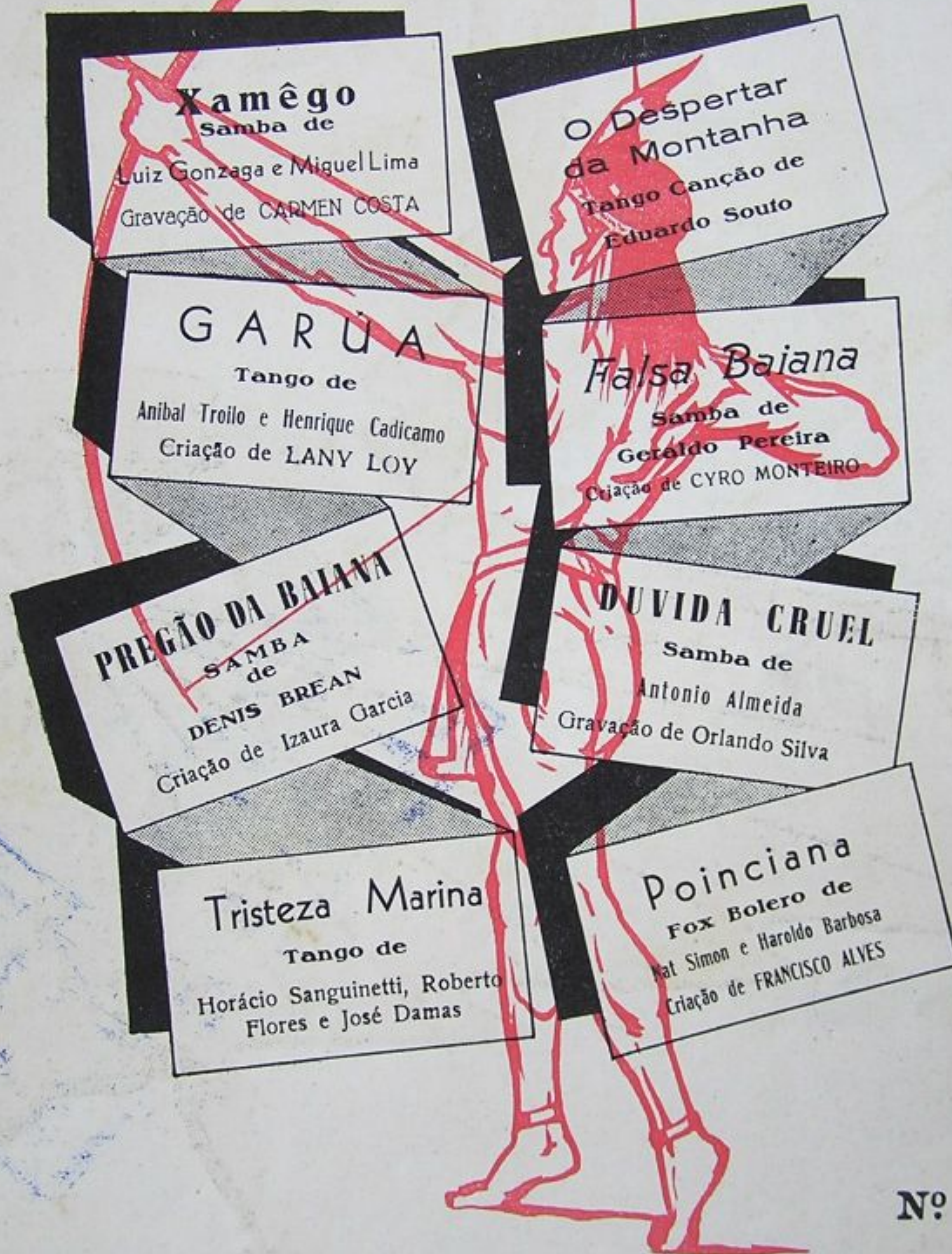 Xamêgo
Samba de
Luiz Gonzaga e Miguel Lima
Gravação de CARMEN COSTA
GARÚA
Tango de
Anibal Troilo e Henrique Cadicamo
Criação de LANY LOY
PREGÃO DA BAIANA
SAMBA
de
DENIS BREAN
Criação de Izaura Garcia
Tristeza Marina
Tango de
Horácio Sanguinetti, Roberto
Flores e José Damas
O Despertar
da Montanha
Tango Canção de
Eduardo Souto
Falsa Baiana
Samba de
Geraldo Pereira
Criação de CYRO MONTEIRO
DUVIDA CRUEL
Samba de
Antonio Almeida
Gravação de Orlando Silva
Poinciana
Fox Bolero de
Nat Simon e Haroldo Barbosa
Criação de FRANCISCO ALVES
Nº